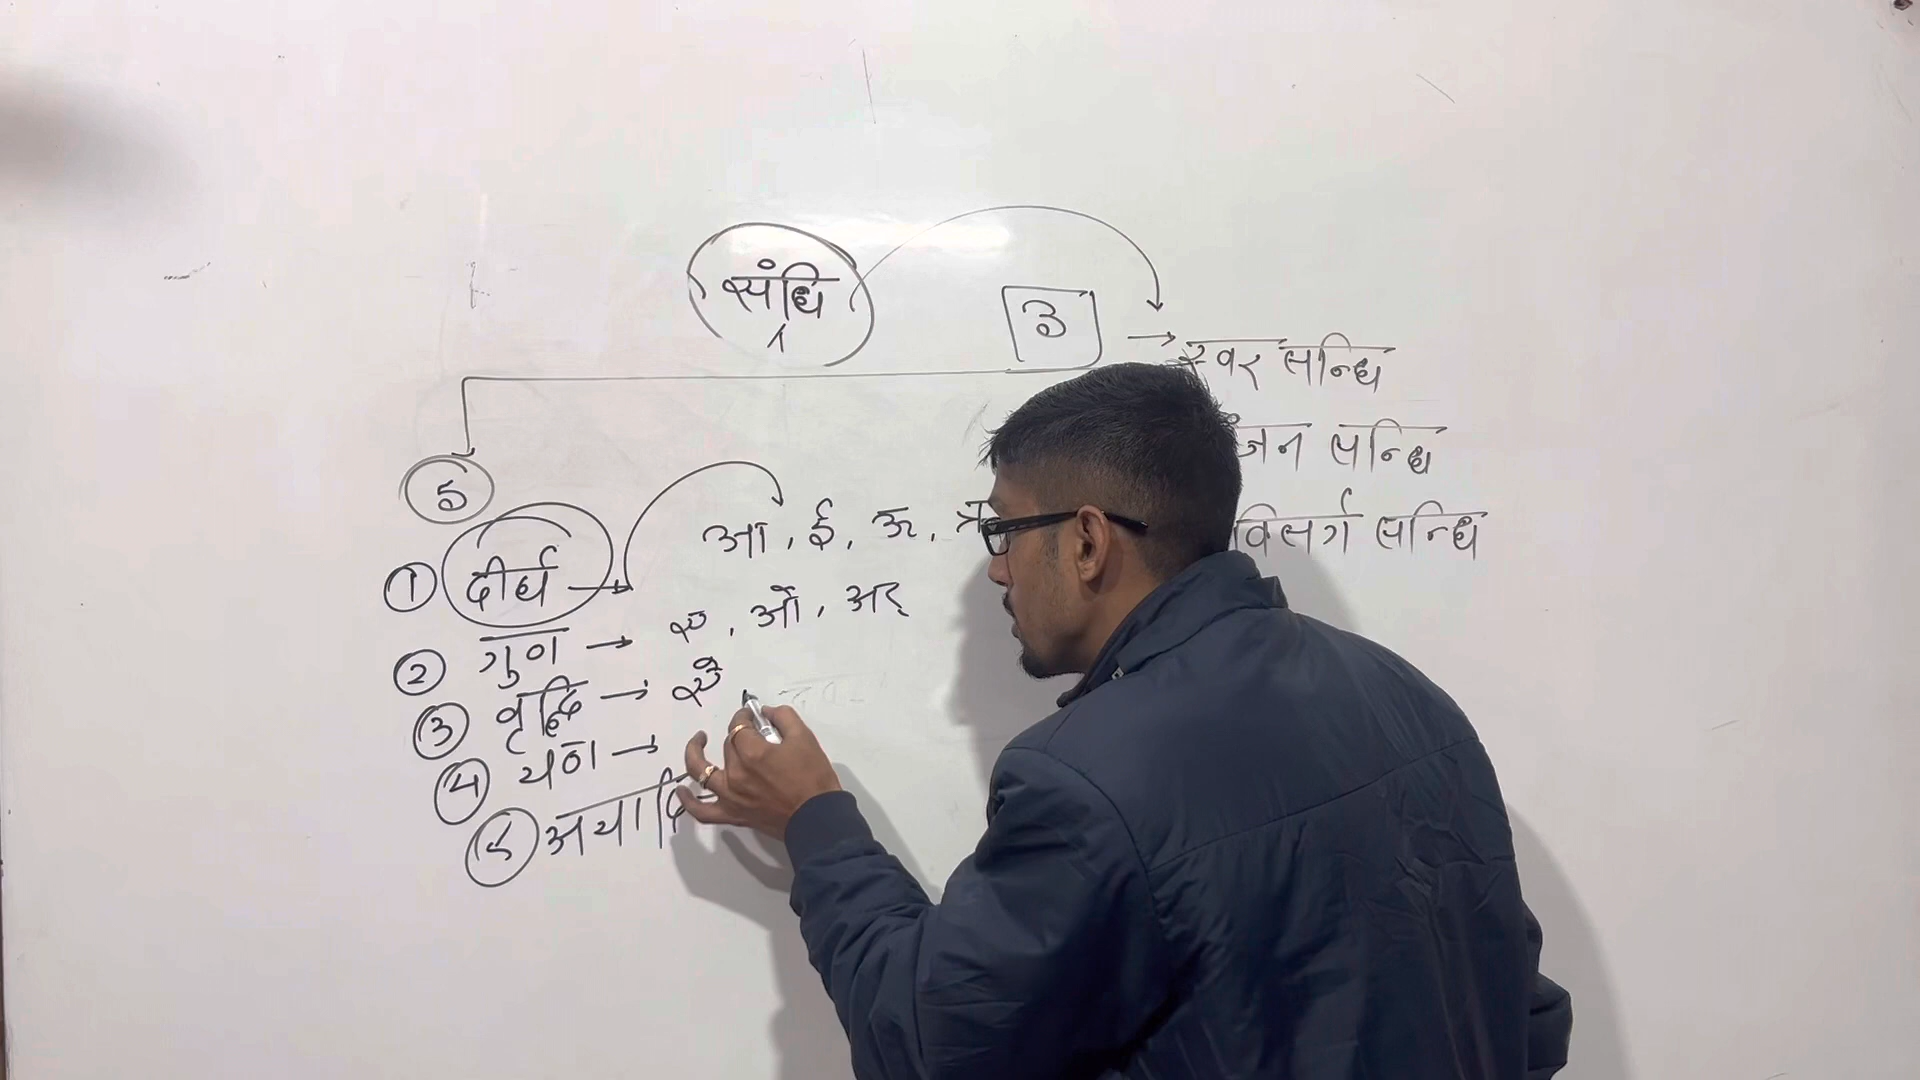 संधि
3 → स्वर सन्धि
ंजन सन्धि
विसर्ग सन्धि
5
① दीर्घ → आ, ई, ऊ,
② गुण → ए, ओ, अर्
③ वृद्धि → ऐ
④ यण →
5 अयादि